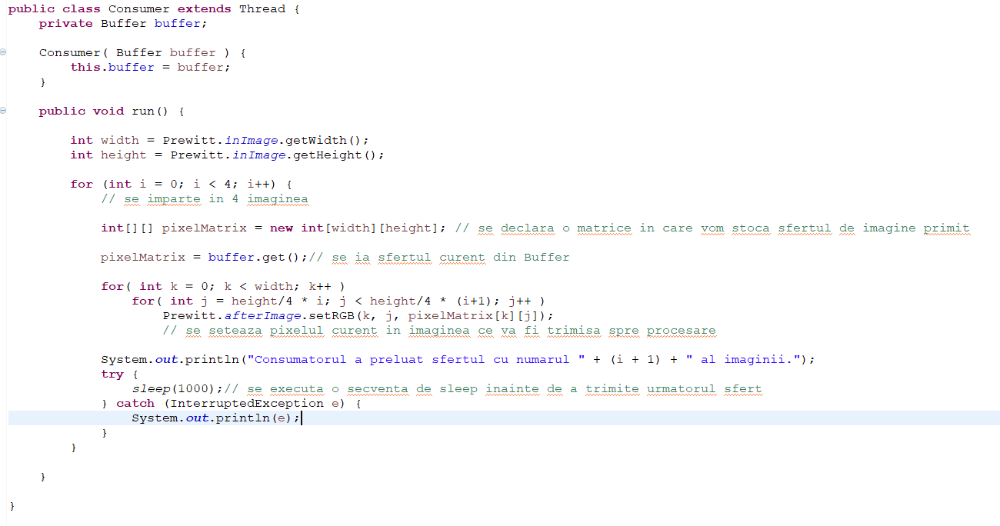 public class Consumer extends Thread {
    private Buffer buffer;

    Consumer( Buffer buffer ) {
        this.buffer = buffer;
    }

    public void run() {

        int width = Prewitt.inImage.getWidth();
        int height = Prewitt.inImage.getHeight();

        for (int i = 0; i < 4; i++) {
            // se imparte in 4 imaginea

            int[][] pixelMatrix = new int[width][height]; // se declara o matrice in care vom stoca sfertul de imagine primit

            pixelMatrix = buffer.get();// se ia sfertul curent din Buffer

            for( int k = 0; k < width; k++ )
                for( int j = height/4 * i; j < height/4 * (i+1); j++ )
                    Prewitt.afterImage.setRGB(k, j, pixelMatrix[k][j]);
                    // se seteaza pixelul curent in imaginea ce va fi trimisa spre procesare

            System.out.println("Consumatorul a preluat sfertul cu numarul " + (i + 1) + " al imaginii.");
            try {
                sleep(1000);// se executa o secventa de sleep inainte de a trimite urmatorul sfert
            } catch (InterruptedException e) {
                System.out.println(e);
            }
        }

    }

}